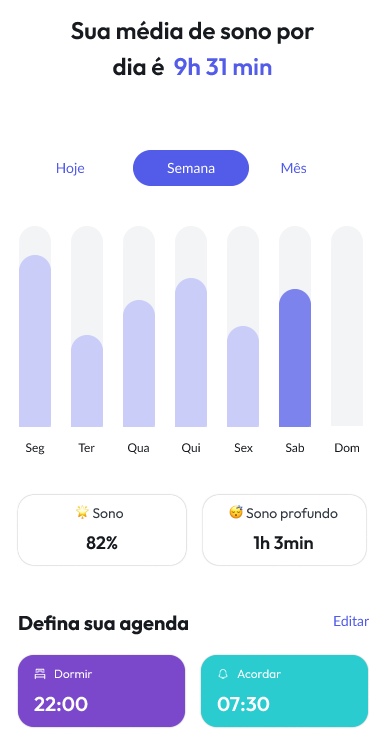 Sua média de sono por
dia é 9h 31 min
Hoje Semana Mês
Seg Ter Qua Qui Sex Sab Dom
🌟 Sono 😴 Sono profundo
82% 1h 3min
Defina sua agenda Editar
Dormir Acordar
22:00 07:30